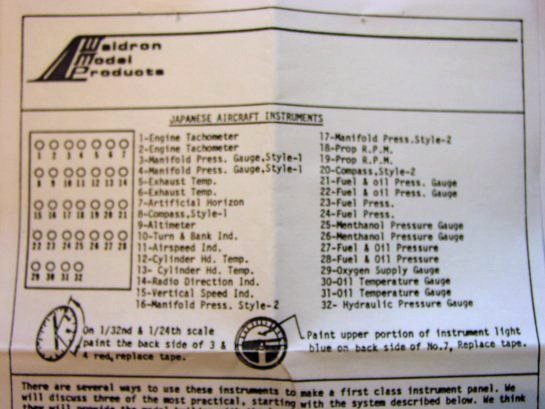 Waldron
Model
Products
JAPANESE AIRCRAFT INSTRUMENTS
1 2 3 4 5 6 7
8 9 10 11 12 13 14
15 16 17 18 19 20 21
22 23 24 25 26 27 28
29 30 31 32
1-Engine Tachometer
2-Engine Tachometer
3-Manifold Press. Gauge,Style-1
4-Manifold Press. Gauge,Style-1
5-Exhaust Temp.
6-Exhaust Temp.
7-Artificial Horizon
8-Compass,Style-1
9-Altimeter
10-Turn & Bank Ind.
11-Airspeed Ind.
12-Cylinder Hd. Temp.
13- Cylinder Hd. Temp.
14-Radio Direction Ind.
15-Vertical Speed Ind.
16-Manifold Press. Style-2
17-Manifold Press.Style-2
18-Prop R.P.M.
19-Prop R.P.M.
20-Compass,Style-2
21-Fuel & oil Press. Gauge
22-Fuel & oil Press. Gauge
23-Fuel Press.
24-Fuel Press.
25-Menthanol Pressure Gauge
26-Menthanol Pressure Gauge
27-Fuel & Oil Pressure
28-Fuel & Oil Pressure
29-Oxygen Supply Gauge
30-Oil Temperature Gauge
31-Oil Temperature Gauge
32- Hydraulic Pressure Gauge
On 1/32nd & 1/24th scale
paint the back side of 3 &
4 red,replace tape.
Paint upper portion of instrument light
blue on back side of No.7, Replace tape.
There are several ways to use these instruments to make a first class instrument panel. We
will discuss three of the most practical, starting with the system described below. We think
they will provide the